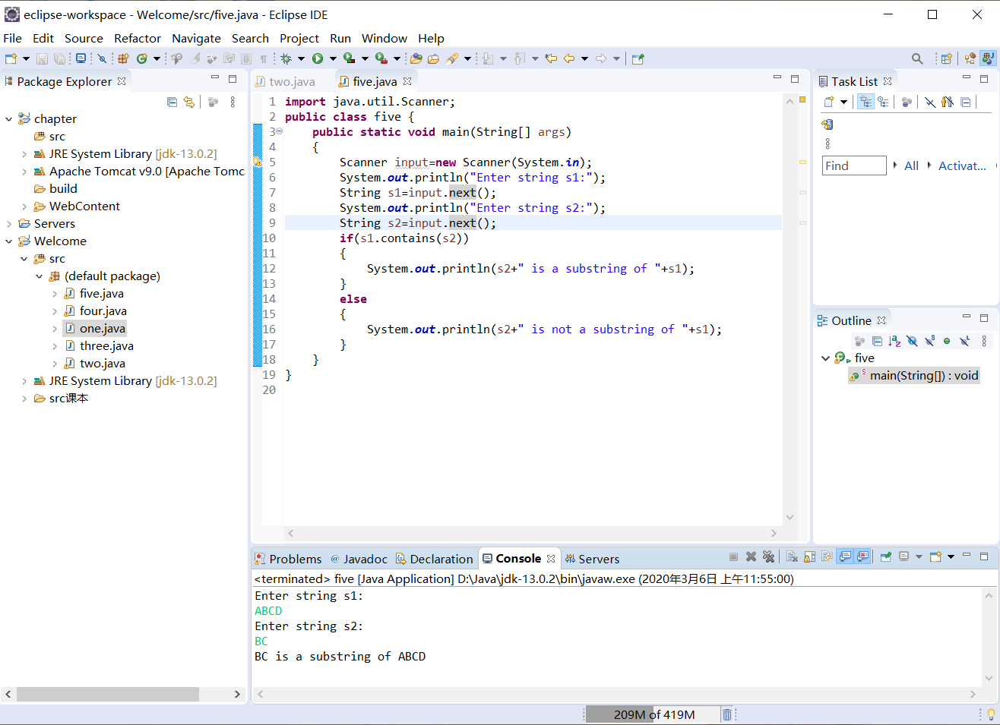 eclipse-workspace - Welcome/src/five.java - Eclipse IDE
File Edit Source Refactor Navigate Search Project Run Window Help
Package Explorer
chapter
src
JRE System Library [jdk-13.0.2]
Apache Tomcat v9.0 [Apache Tomc
build
WebContent
Servers
Welcome
src
(default package)
five.java
four.java
one.java
three.java
two.java
JRE System Library [jdk-13.0.2]
src课本
two.java
five.java
1 import java.util.Scanner;
2 public class five {
3 public static void main(String[] args)
4 {
5 Scanner input=new Scanner(System.in);
6 System.out.println("Enter string s1:");
7 String s1=input.next();
8 System.out.println("Enter string s2:");
9 String s2=input.next();
10 if(s1.contains(s2))
11 {
12 System.out.println(s2+" is a substring of "+s1);
13 }
14 else
15 {
16 System.out.println(s2+" is not a substring of "+s1);
17 }
18 }
19 }
20
Task List
Find All Activat...
Outline
five
main(String[]) : void
Problems Javadoc Declaration Console Servers
<terminated> five [Java Application] D:\Java\jdk-13.0.2\bin\javaw.exe (2020年3月6日 上午11:55:00)
Enter string s1:
ABCD
Enter string s2:
BC
BC is a substring of ABCD
209M of 419M